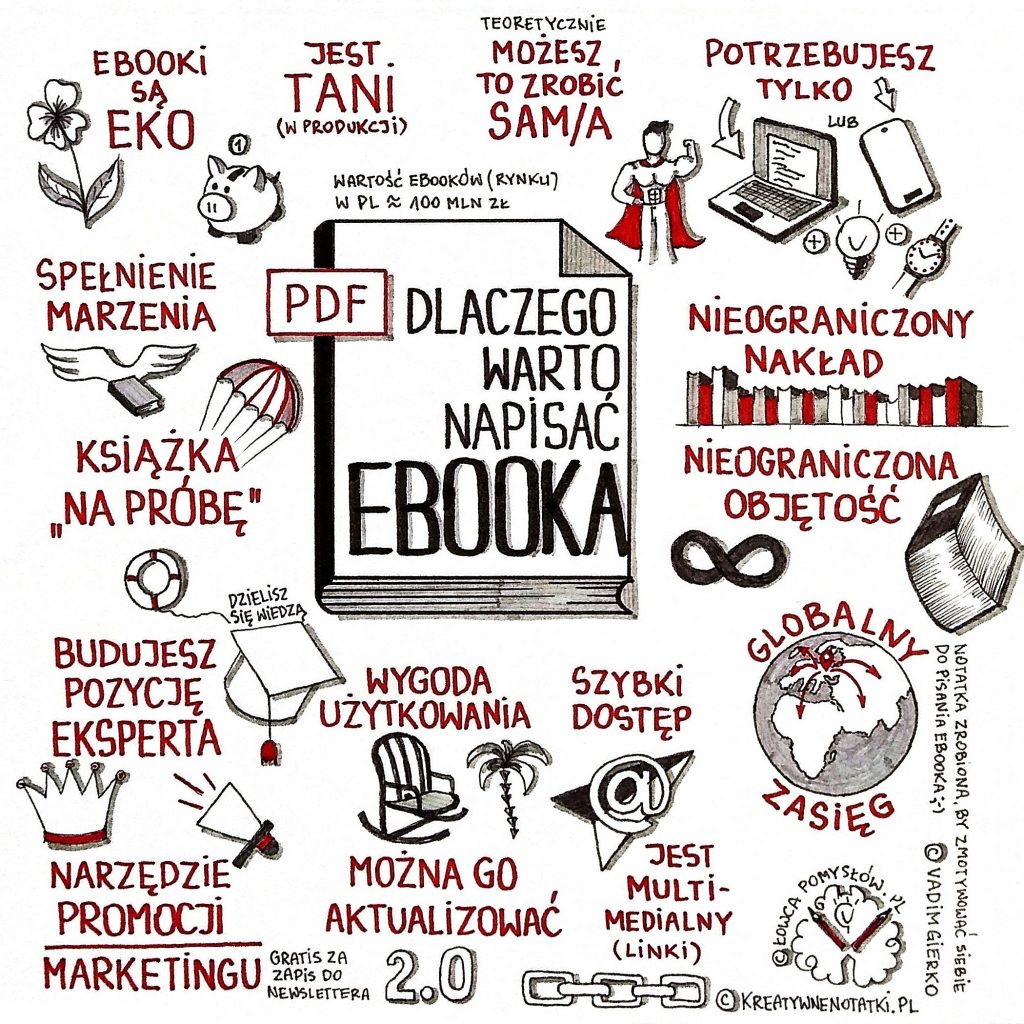 EBOOKi
SĄ
EKO
JEST
TANi
(W PRODUKCJi)
TEORETYCZNIE
MOŻESZ
TO ZROBIĆ
SAM/A
POTRZEBUJESZ
TYLKO
LUB
1
WARTOŚĆ EBOOKÓW (RYNKU)
W PL ≈ 100 MLN ZŁ
PDF
DLACZEGO
WARTO
NAPiSAĆ
EBOOKA
SPEŁNIENIE
MARZENIA
KSIĄŻKA
„NA PRÓBĘ"
NIEOGRANICZONY
NAKŁAD
NIEOGRANiCZONA
OBJĘTOŚĆ
DZIELISZ
SIĘ WIEDZĄ
BUDUJESZ
POZYCJĘ
EKSPERTA
WYGODA
UŻYTKOWANIA
SZYBKi
DOSTĘP
@
GLOBALNY
ZASIĘG
NARZĘDZIE
PROMOCJi
MARKETINGU
GRATIS ZA
ZAPIS DO
NEWSLETTERA
MOŻNA GO
AKTUALIZOWAĆ
2.0
JEST
MULTi-
MEDIALNY
(LiNKi)
© ŁOWCA POMYSŁÓW.PL
© KREATYWNENOTATKI.PL
NOTATKA ZROBIONA, BY ZMOTYWOWAĆ SIEBIE
DO PISANIA EBOOKA ;-)
© VADIM GIERKO